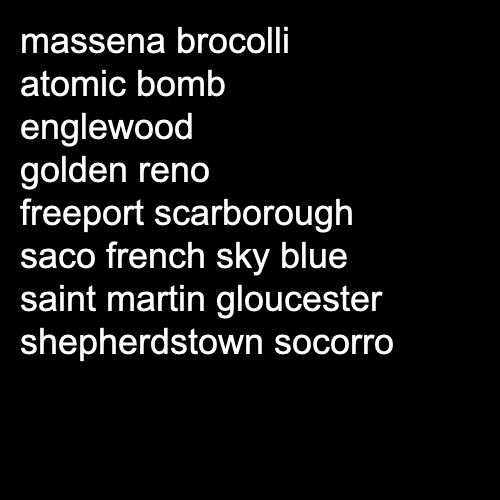 massena brocolli
atomic bomb
englewood
golden reno
freeport scarborough
saco french sky blue
saint martin gloucester
shepherdstown socorro